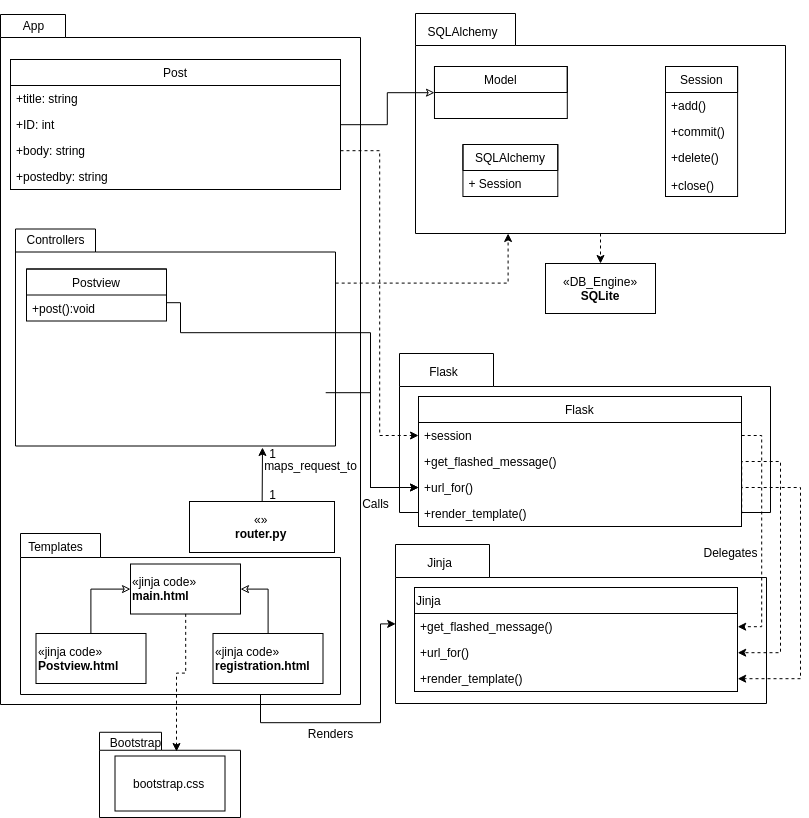 App
Post
+title: string
+ID: int
+body: string
+postedby: string
SQLAlchemy
Model
Session
+add()
+commit()
+delete()
+close()
SQLAlchemy
+ Session
«DB_Engine»
SQLite
Controllers
Postview
+post():void
1
maps_request_to
1
«»
router.py
Calls
Flask
Flask
+session
+get_flashed_message()
+url_for()
+render_template()
Delegates
Jinja
Jinja
+get_flashed_message()
+url_for()
+render_template()
Templates
«jinja code»
main.html
«jinja code»
Postview.html
«jinja code»
registration.html
Renders
Bootstrap
bootstrap.css